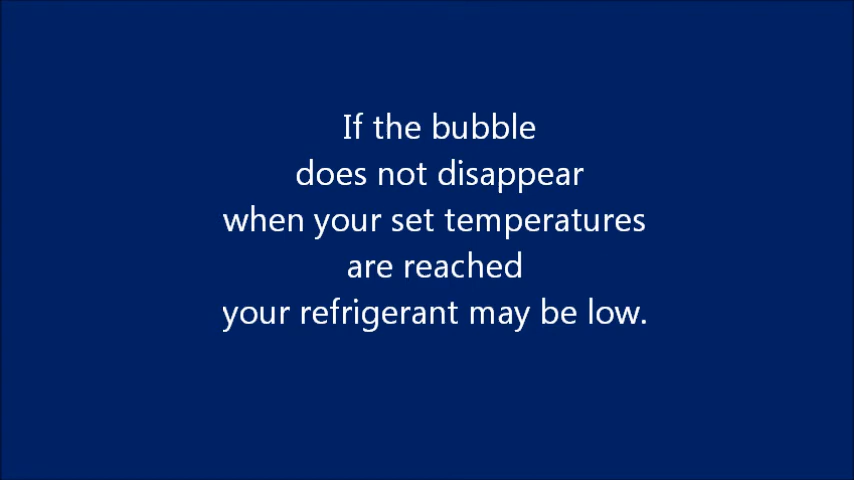 If the bubble
does not disappear
when your set temperatures
are reached
your refrigerant may be low.